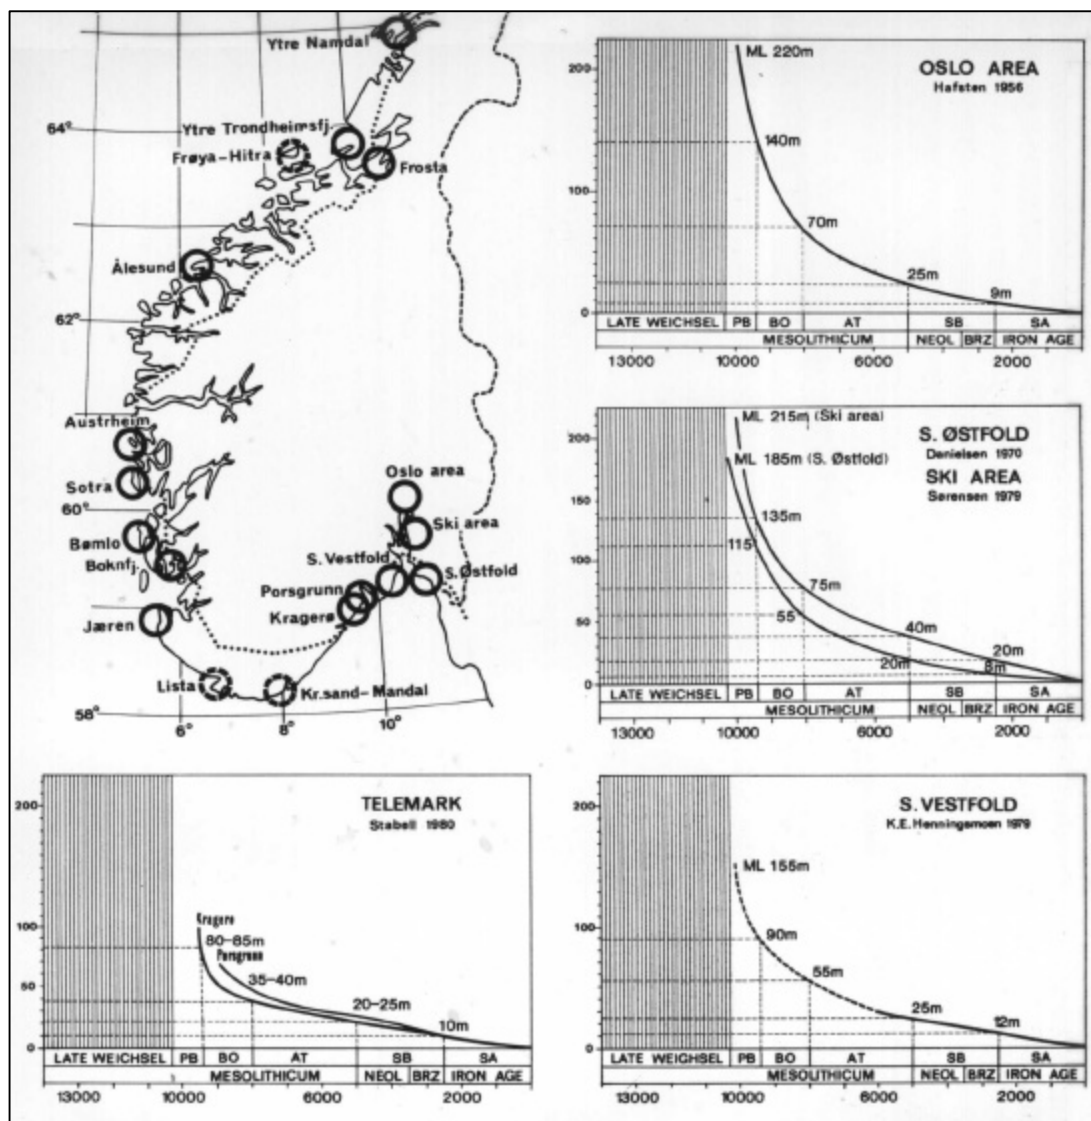 Ytre Namdal
64°
Ytre Trondheimsfj.
Frøya-Hitra
Frosta
Ålesund
62°
Austrheim
Sotra
60°
Bømlo
Boknfj.
Jæren
Oslo area
Ski area
S. Vestfold
S.Østfold
Porsgrunn
Kragerø
Lista
Kr.sand-Mandal
58°
6°
8°
10°
OSLO AREA
Hafsten 1956
200
100
0
ML 220m
140m
70m
25m
9m
LATE WEICHSEL PB BO AT SB SA
MESOLITHICUM NEOL BRZ IRON AGE
13000 10000 6000 2000
S. ØSTFOLD
Danielsen 1970
SKI AREA
Sørensen 1979
200
150
100
50
0
ML 215m (Ski area)
ML 185m (S. Østfold)
135m
115
75m
55
40m
20m
20m
8m
LATE WEICHSEL PB BO AT SB SA
MESOLITHICUM NEOL BRZ IRON AGE
13000 10000 6000 2000
TELEMARK
Stabell 1980
200
100
50
0
Kragerø
80-85m
Porsgrunn
35-40m
20-25m
10m
LATE WEICHSEL PB BO AT SB SA
MESOLITHICUM NEOL BRZ IRON AGE
14000 10000 6000 2000
S. VESTFOLD
K.E. Henningsmoen 1979
200
100
50
0
ML 155m
90m
55m
25m
12m
LATE WEICHSEL PB BO AT SB SA
MESOLITHICUM NEOL BRZ IRON AGE
14000 10000 6000 2000